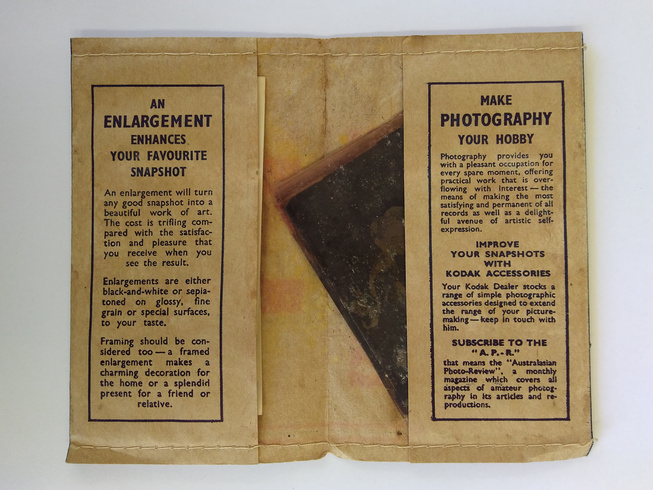 AN
ENLARGEMENT
ENHANCES
YOUR FAVOURITE
SNAPSHOT
An enlargement will turn
any good snapshot into a
beautiful work of art.
The cost is trifling com-
pared with the satisfac-
tion and pleasure that
you receive when you
see the result.
Enlargements are either
black-and-white or sepia-
toned on glossy, fine
grain or special surfaces,
to your taste.
Framing should be con-
sidered too — a framed
enlargement makes a
charming decoration for
the home or a splendid
present for a friend or
relative.
MAKE
PHOTOGRAPHY
YOUR HOBBY
Photography provides you
with a pleasant occupation for
every spare moment, offering
practical work that is over-
flowing with interest — the
means of making the most
satisfying and permanent of all
records as well as a delight-
ful avenue of artistic self-
expression.
IMPROVE
YOUR SNAPSHOTS
WITH
KODAK ACCESSORIES
Your Kodak Dealer stocks a
range of simple photographic
accessories designed to extend
the range of your picture-
making — keep in touch with
him.
SUBSCRIBE TO THE
"A. P.-R."
that means the "Australasian
Photo-Review", a monthly
magazine which covers all
aspects of amateur photog-
raphy in its articles and re-
productions.